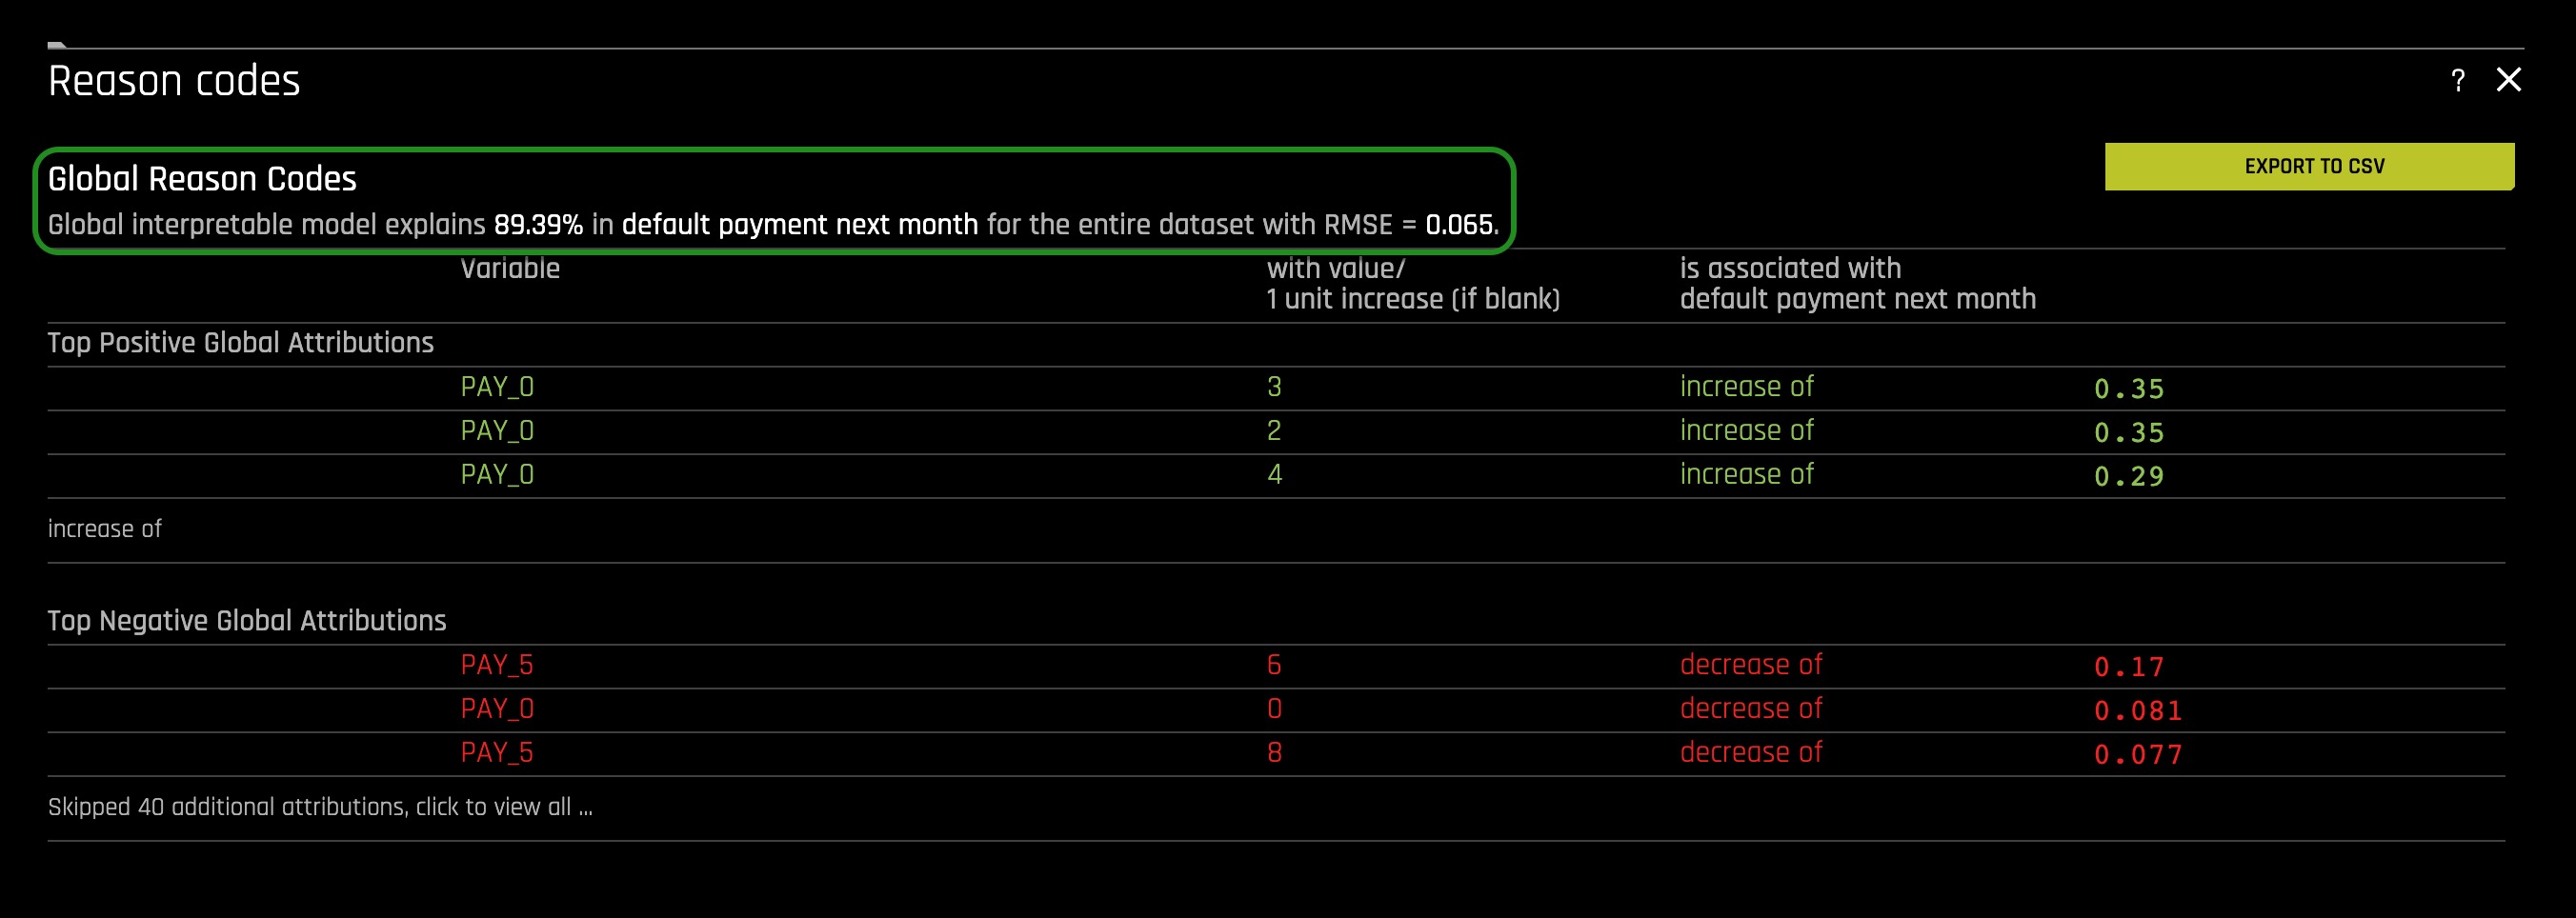 Reason codes
? ×
Global Reason Codes
EXPORT TO CSV
Global interpretable model explains 89.39% in default payment next month for the entire dataset with RMSE = 0.065.
Variable with value/ is associated with
1 unit increase (if blank) default payment next month
Top Positive Global Attributions
PAY_0 3 increase of 0.35
PAY_0 2 increase of 0.35
PAY_0 4 increase of 0.29
increase of
Top Negative Global Attributions
PAY_5 6 decrease of 0.17
PAY_0 0 decrease of 0.081
PAY_5 8 decrease of 0.077
Skipped 40 additional attributions, click to view all ...